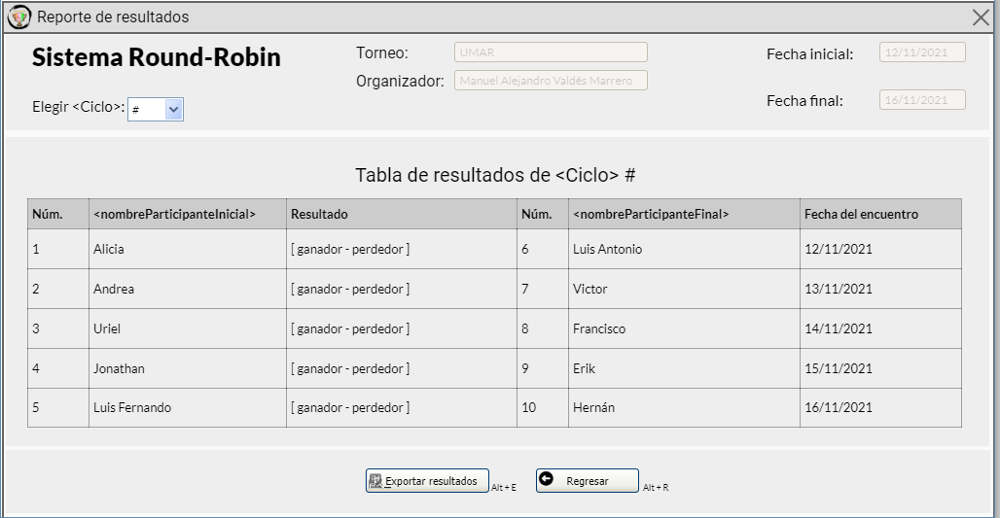 Reporte de resultados
Sistema Round-Robin
Torneo: UMAR
Organizador: Manuel Alejandro Valdés Marrero
Fecha inicial: 12/11/2021
Fecha final: 16/11/2021
Elegir <Ciclo>: #
Tabla de resultados de <Ciclo> #
Núm. <nombreParticipanteInicial> Resultado Núm. <nombreParticipanteFinal> Fecha del encuentro
1 Alicia [ ganador - perdedor ] 6 Luis Antonio 12/11/2021
2 Andrea [ ganador - perdedor ] 7 Victor 13/11/2021
3 Uriel [ ganador - perdedor ] 8 Francisco 14/11/2021
4 Jonathan [ ganador - perdedor ] 9 Erik 15/11/2021
5 Luis Fernando [ ganador - perdedor ] 10 Hernán 16/11/2021
Exportar resultados Alt + E Regresar Alt + R